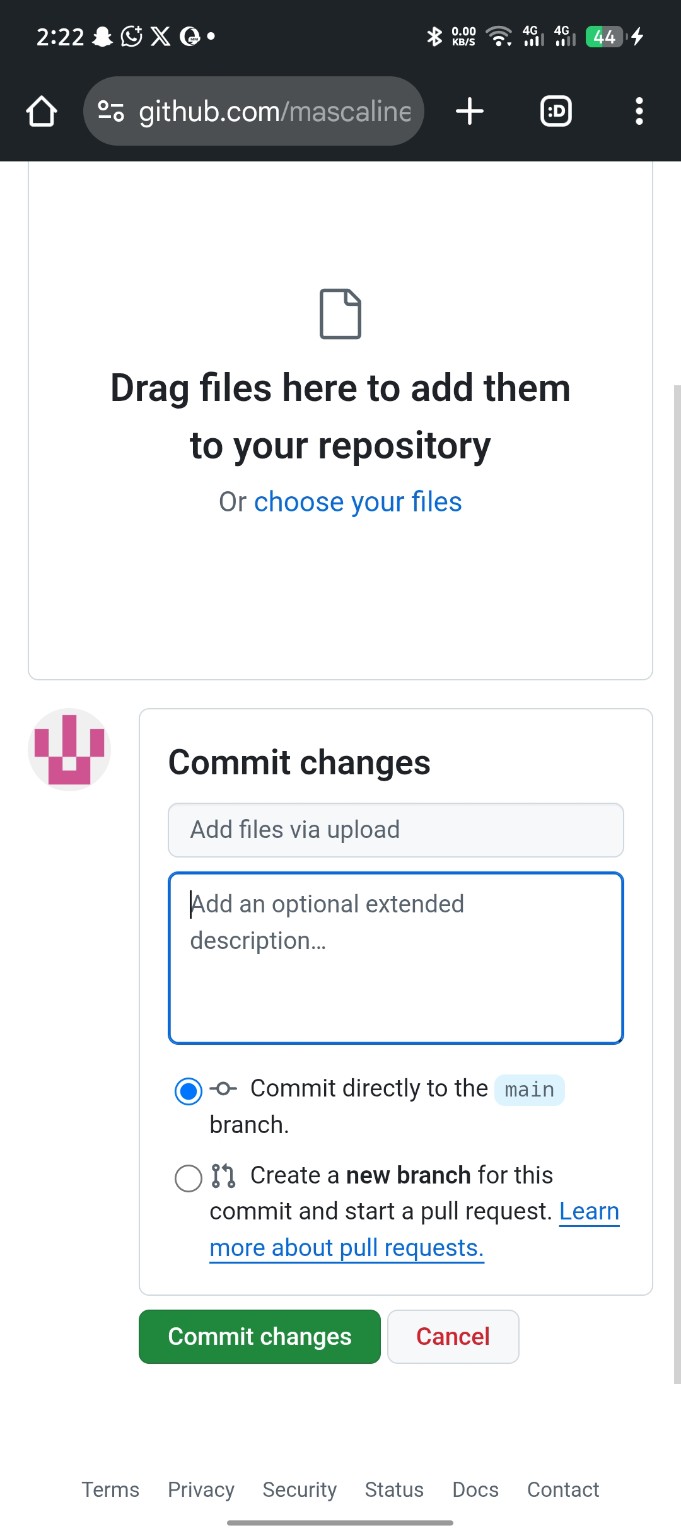 2:22
0.00
KB/S
4G
4G
44
github.com/mascaline
:D
Drag files here to add them
to your repository
Or choose your files
Commit changes
Add files via upload
Add an optional extended
description…
Commit directly to the main
branch.
Create a new branch for this
commit and start a pull request. Learn
more about pull requests.
Commit changes
Cancel
Terms
Privacy
Security
Status
Docs
Contact